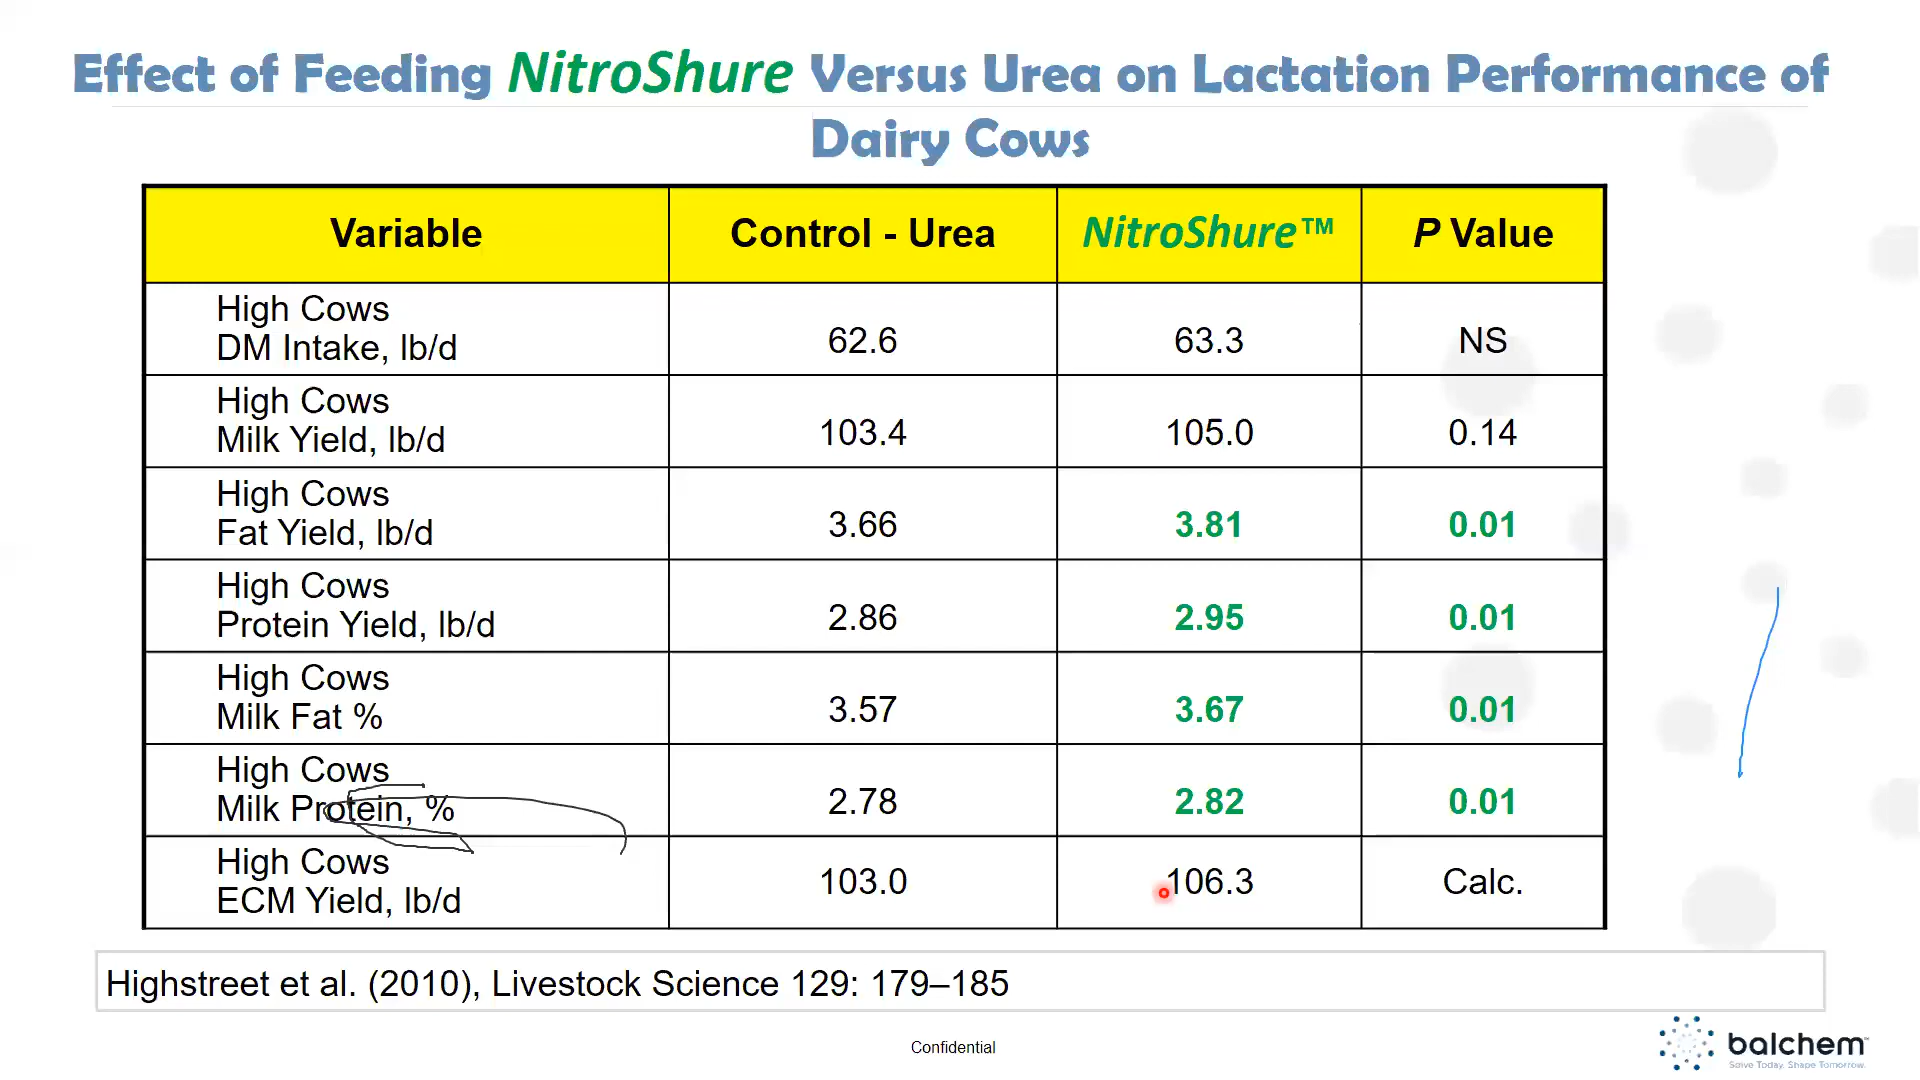 Effect of Feeding NitroShure Versus Urea on Lactation Performance of
Dairy Cows
Variable Control - Urea NitroShure™ P Value
High Cows
DM Intake, lb/d 62.6 63.3 NS
High Cows
Milk Yield, lb/d 103.4 105.0 0.14
High Cows
Fat Yield, lb/d 3.66 3.81 0.01
High Cows
Protein Yield, lb/d 2.86 2.95 0.01
High Cows
Milk Fat % 3.57 3.67 0.01
High Cows
Milk Protein, % 2.78 2.82 0.01
High Cows
ECM Yield, lb/d 103.0 106.3 Calc.
Highstreet et al. (2010), Livestock Science 129: 179–185
Confidential
balchem™
Solve Today. Shape Tomorrow.